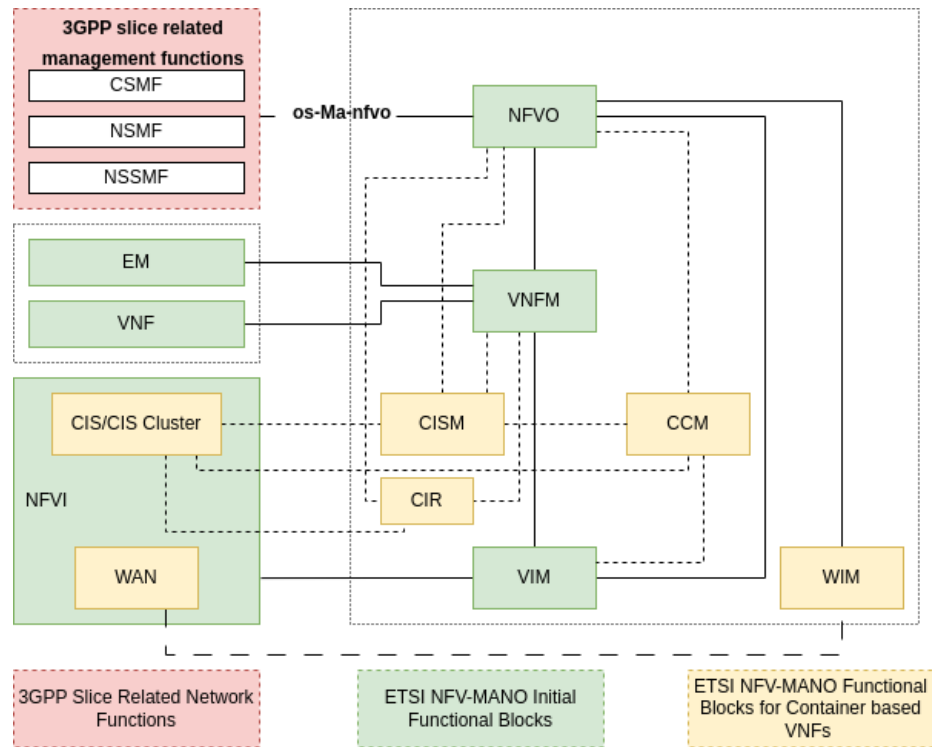 3GPP slice related
management functions
CSMF
NSMF
NSSMF
os-Ma-nfvo
NFVO
EM
VNF
VNFM
CIS/CIS Cluster
CISM
CCM
NFVI
CIR
WAN
VIM
WIM
3GPP Slice Related Network
Functions
ETSI NFV-MANO Initial
Functional Blocks
ETSI NFV-MANO Functional
Blocks for Container based
VNFs